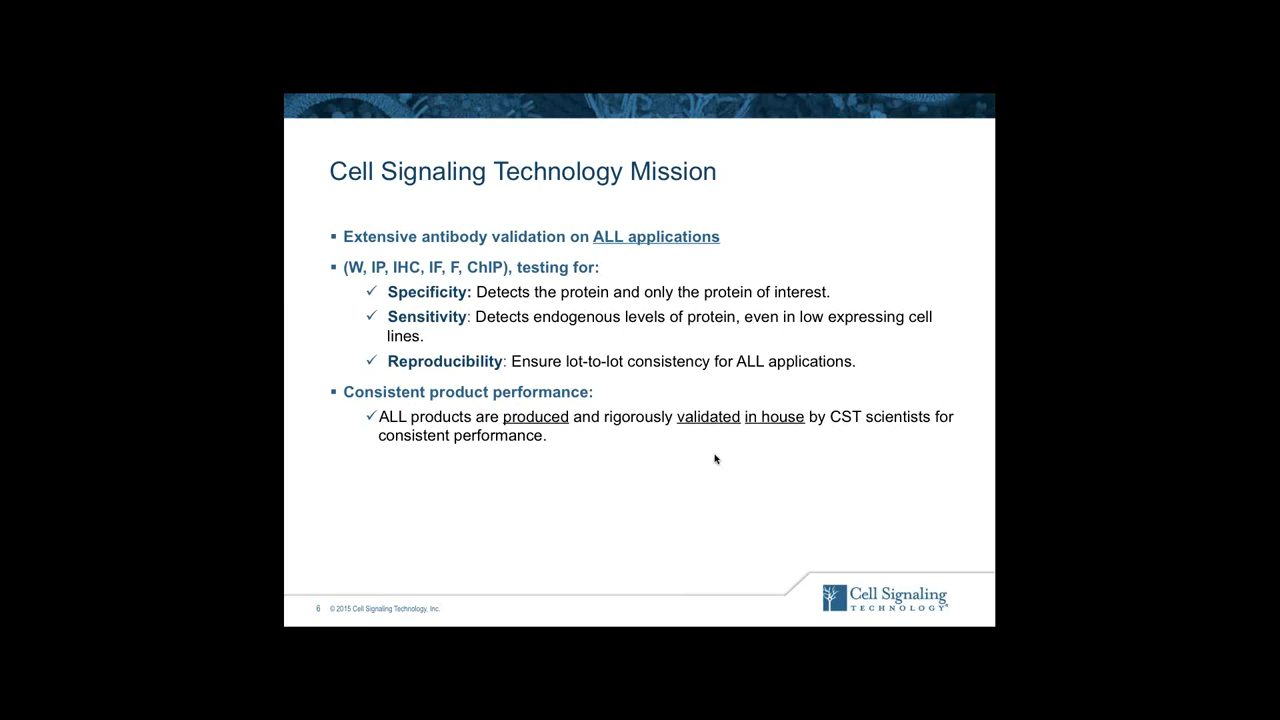 Cell Signaling Technology Mission
▪ Extensive antibody validation on ALL applications
▪ (W, IP, IHC, IF, F, ChIP), testing for:
✓ Specificity: Detects the protein and only the protein of interest.
✓ Sensitivity: Detects endogenous levels of protein, even in low expressing cell
lines.
✓ Reproducibility: Ensure lot-to-lot consistency for ALL applications.
▪ Consistent product performance:
✓ALL products are produced and rigorously validated in house by CST scientists for
consistent performance.
6 © 2015 Cell Signaling Technology, Inc.
Cell Signaling
TECHNOLOGY®